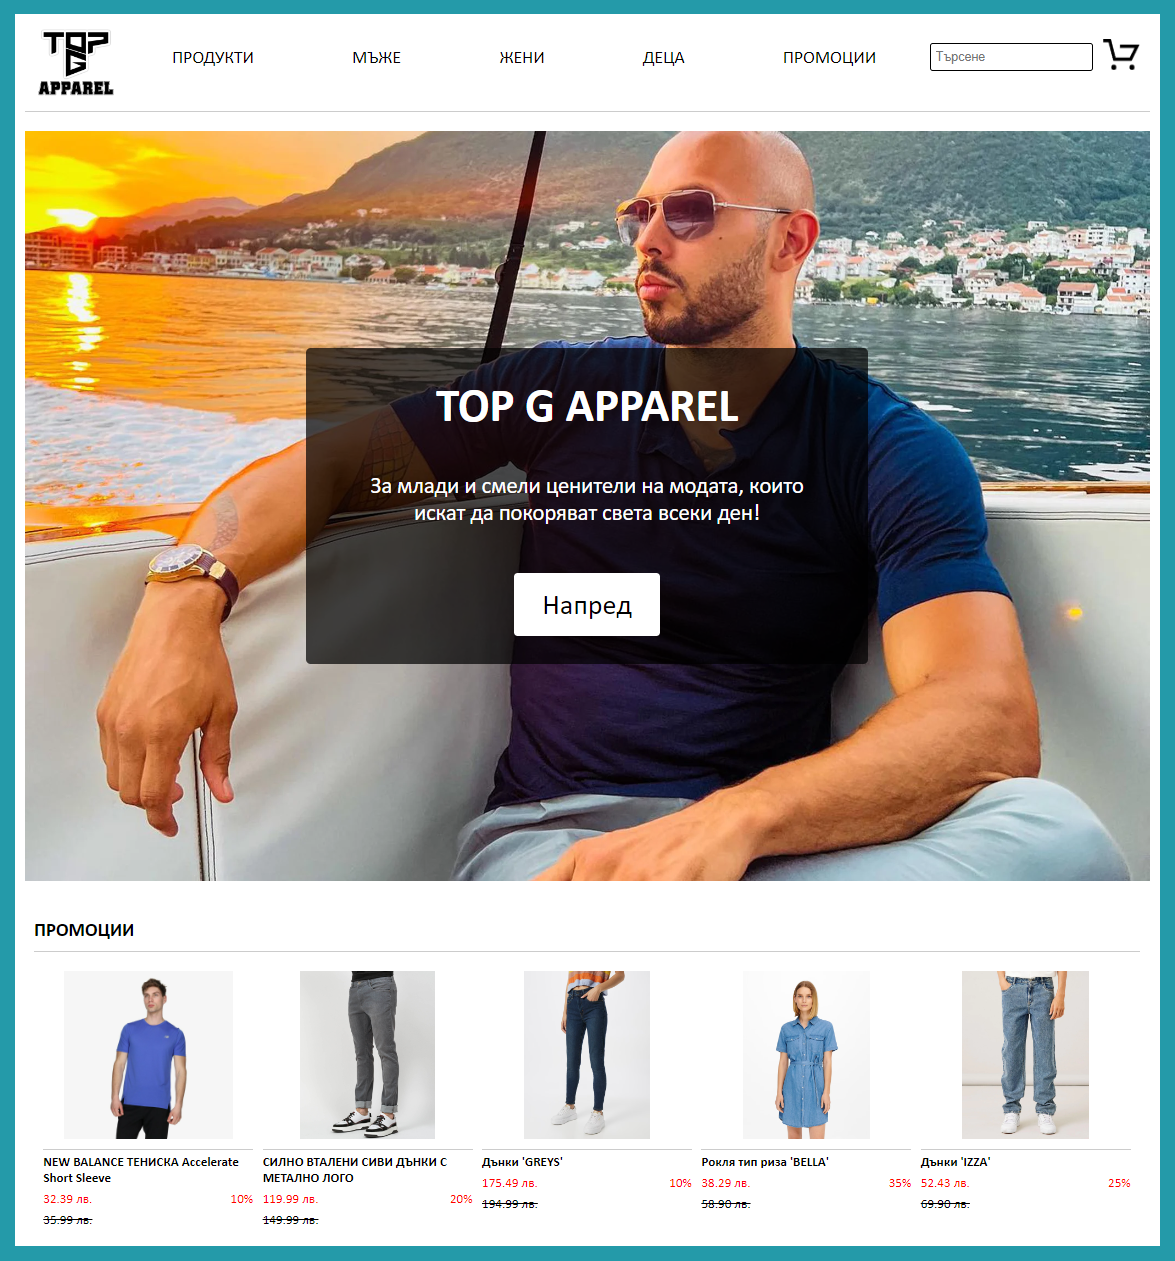 TOP
G
APPAREL
ПРОДУКТИ
МЪЖЕ
ЖЕНИ
ДЕЦА
ПРОМОЦИИ
Търсене
TOP G APPAREL
За млади и смели ценители на модата, които
искат да покоряват света всеки ден!
Напред
ПРОМОЦИИ
NEW BALANCE ТЕНИСКА Accelerate
Short Sleeve
32.39 лв. 10%
35.99 лв.
СИЛНО ВТАЛЕНИ СИВИ ДЪНКИ С
МЕТАЛНО ЛОГО
119.99 лв. 20%
149.99 лв.
Дънки 'GREYS'
175.49 лв. 10%
194.99 лв.
Рокля тип риза 'BELLA'
38.29 лв. 35%
58.90 лв.
Дънки 'IZZA'
52.43 лв. 25%
69.90 лв.